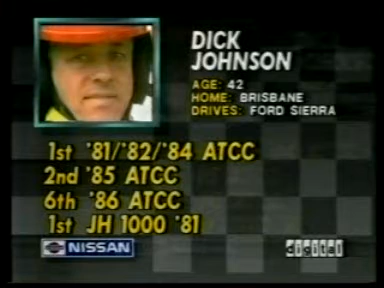 DICK
JOHNSON
AGE: 42
HOME: BRISBANE
DRIVES: FORD SIERRA
1st '81/'82/'84 ATCC
2nd '85 ATCC
6th '86 ATCC
1st JH 1000 '81
NISSAN
digital